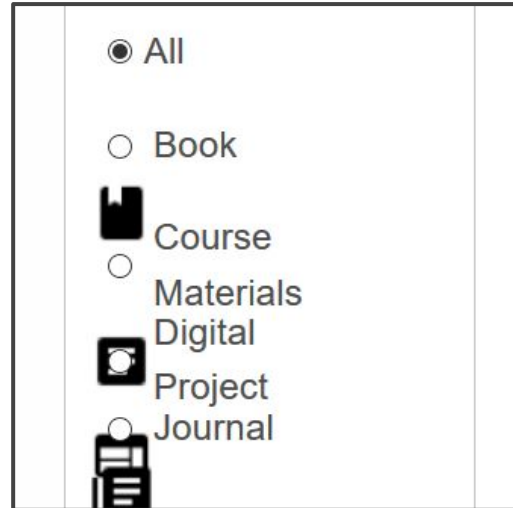 All
Book
Course
Materials
Digital
Project
Journal